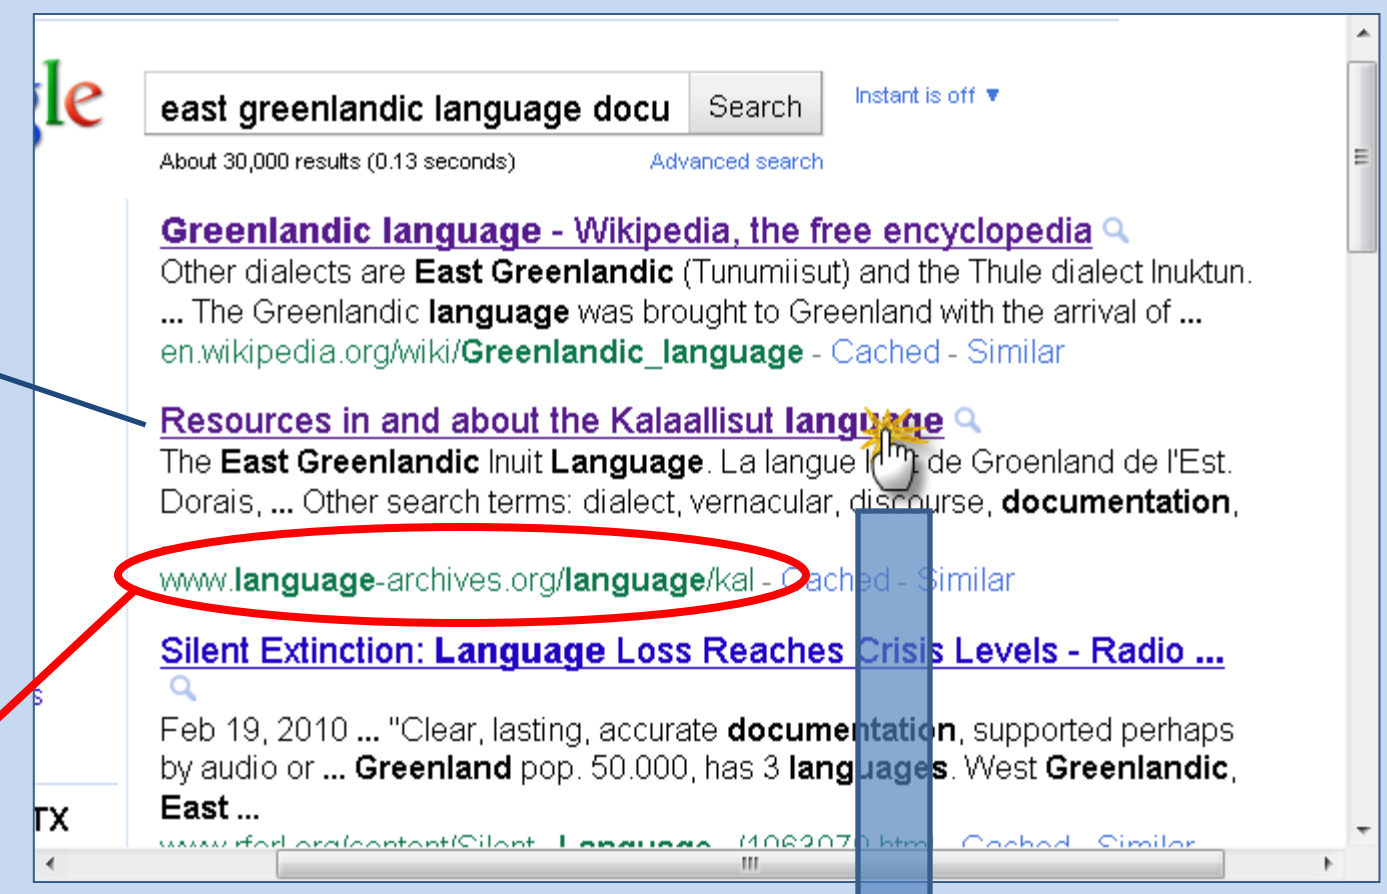 gle
east greenlandic language docu
Search
Instant is off ▼
About 30,000 results (0.13 seconds)
Advanced search
Greenlandic language - Wikipedia, the free encyclopedia
Other dialects are East Greenlandic (Tunumiisut) and the Thule dialect Inuktun.
... The Greenlandic language was brought to Greenland with the arrival of ...
en.wikipedia.org/wiki/Greenlandic_language - Cached - Similar
Resources in and about the Kalaallisut language
The East Greenlandic Inuit Language. La langue de Groenland de l'Est.
Dorais, ... Other search terms: dialect, vernacular, discourse, documentation,
www.language-archives.org/language/kal - Cached - Similar
Silent Extinction: Language Loss Reaches Crisis Levels - Radio ...
s
Feb 19, 2010 ... "Clear, lasting, accurate documentation, supported perhaps
by audio or ... Greenland pop. 50.000, has 3 languages. West Greenlandic,
TX
East ...
Cached - Similar